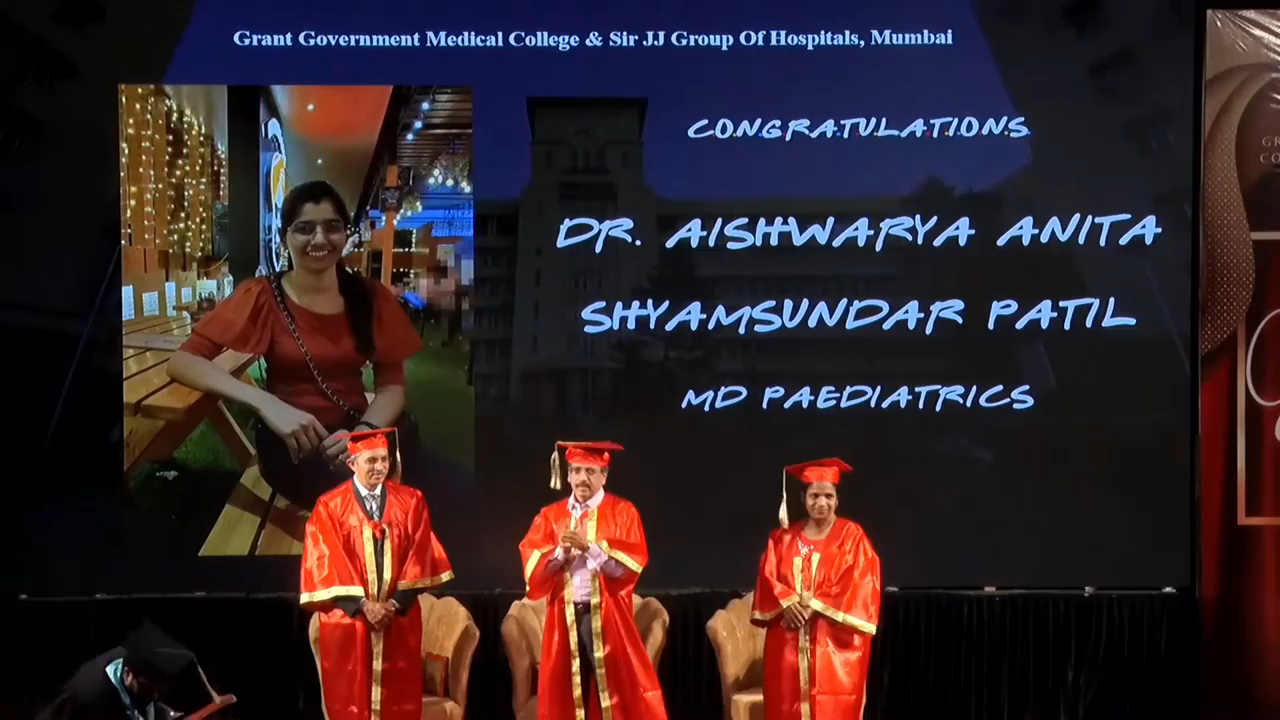 Grant Government Medical College & Sir JJ Group Of Hospitals, Mumbai
CONGRATULATIONS
DR. AISHWARYA ANITA
SHYAMSUNDAR PATIL
MD PAEDIATRICS